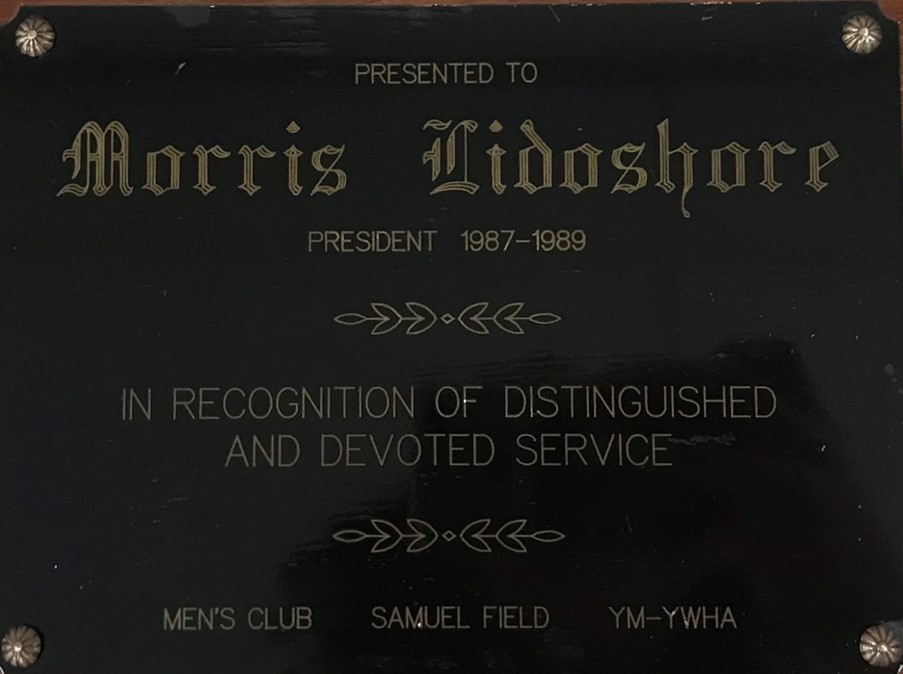 PRESENTED TO
Morris Lidoshore
PRESIDENT 1987-1989
IN RECOGNITION OF DISTINGUISHED
AND DEVOTED SERVICE
MEN'S CLUB SAMUEL FIELD YM-YWHA